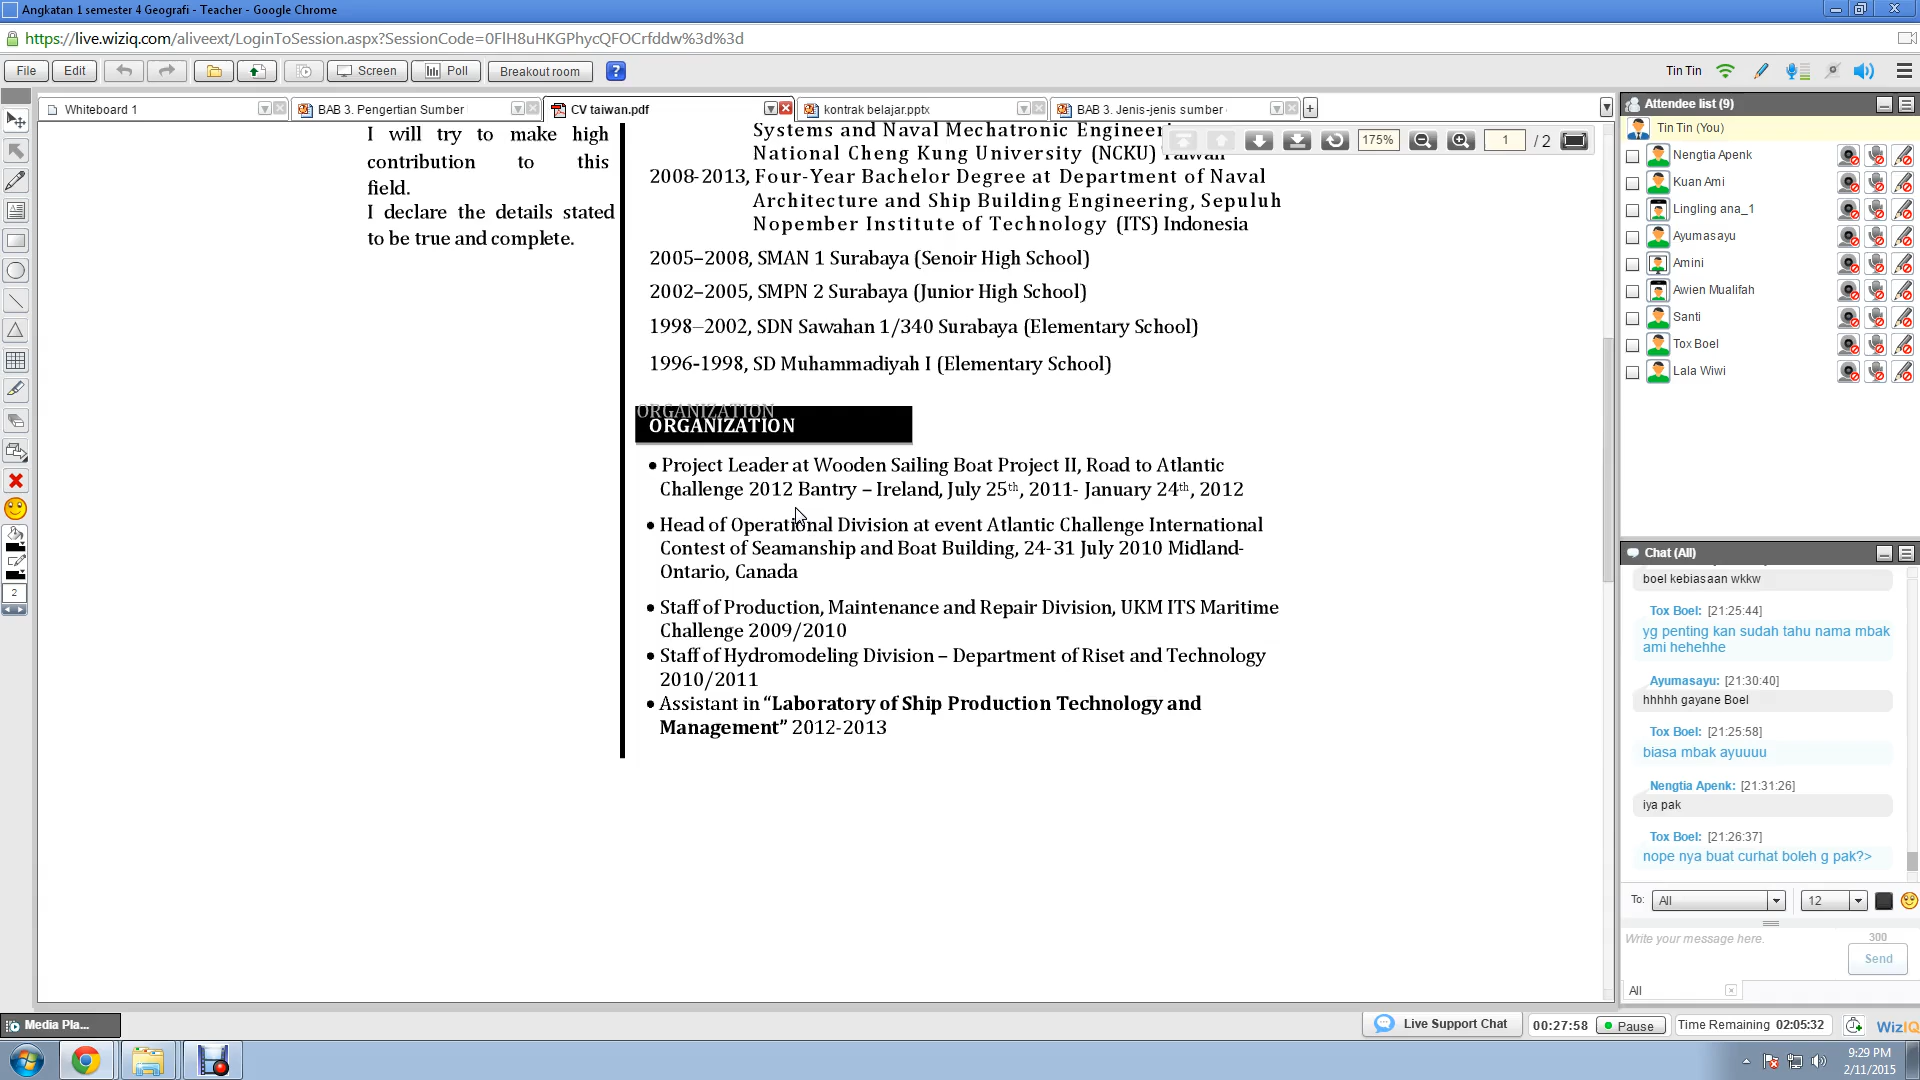 Angkatan 1 semester 4 Geografi - Teacher - Google Chrome
https://live.wiziq.com/aliveext/LoginToSession.aspx?SessionCode=0FlH8uHKGPhycQFOCrfddw%3d%3d
File Edit Screen Poll Breakout room ? Tin Tin
Whiteboard 1 BAB 3. Pengertian Sumber CV taiwan.pdf kontrak belajar.pptx BAB 3. Jenis-jenis sumber
175% 1 / 2
I will try to make high
contribution to this
field.
I declare the details stated
to be true and complete.
Systems and Naval Mechatronic
National Cheng Kung University (NCKU) Taiwan
2008-2013, Four-Year Bachelor Degree at Department of Naval
Architecture and Ship Building Engineering, Sepuluh
Nopember Institute of Technology (ITS) Indonesia
2005–2008, SMAN 1 Surabaya (Senoir High School)
2002–2005, SMPN 2 Surabaya (Junior High School)
1998–2002, SDN Sawahan 1/340 Surabaya (Elementary School)
1996-1998, SD Muhammadiyah I (Elementary School)
ORGANIZATION
ORGANIZATION
• Project Leader at Wooden Sailing Boat Project II, Road to Atlantic
Challenge 2012 Bantry – Ireland, July 25th, 2011- January 24th, 2012
• Head of Operational Division at event Atlantic Challenge International
Contest of Seamanship and Boat Building, 24-31 July 2010 Midland-
Ontario, Canada
• Staff of Production, Maintenance and Repair Division, UKM ITS Maritime
Challenge 2009/2010
• Staff of Hydromodeling Division – Department of Riset and Technology
2010/2011
• Assistant in “Laboratory of Ship Production Technology and
Management” 2012-2013
2
Attendee list (9)
Tin Tin (You)
Nengtia Apenk
Kuan Ami
Lingling ana_1
Ayumasayu
Amini
Awien Mualifah
Santi
Tox Boel
Lala Wiwi
Chat (All)
boel kebiasaan wkkw
Tox Boel: [21:25:44]
yg penting kan sudah tahu nama mbak
ami hehehhe
Ayumasayu: [21:30:40]
hhhhh gayane Boel
Tox Boel: [21:25:58]
biasa mbak ayuuuu
Nengtia Apenk: [21:31:26]
iya pak
Tox Boel: [21:26:37]
nope nya buat curhat boleh g pak?>
To: All 12
Write your message here. 300
Send
All
Media Pla... Live Support Chat 00:27:58 Pause Time Remaining 02:05:32 WizIQ
9:29 PM
2/11/2015